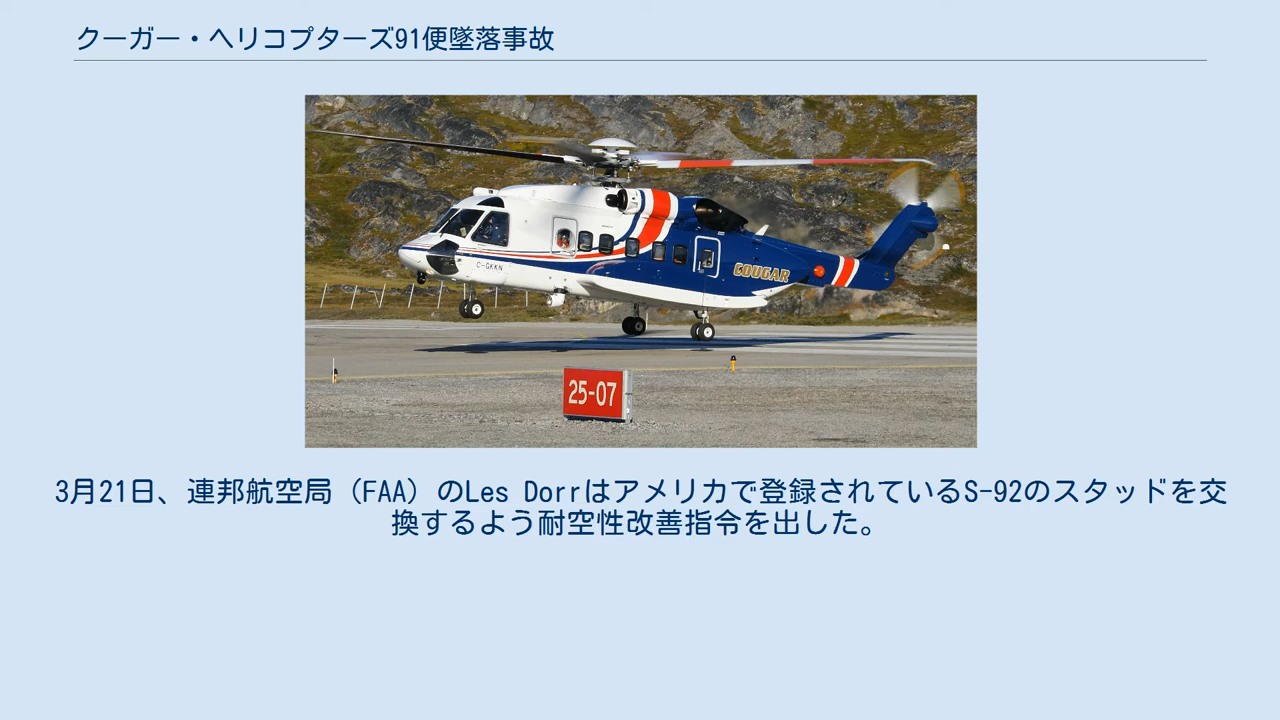 クーガー・ヘリコプターズ91便墜落事故
C-GKKN
COUGAR
25-07
3月21日、連邦航空局（FAA）のLes Dorrはアメリカで登録されているS-92のスタッドを交
換するよう耐空性改善指令を出した。